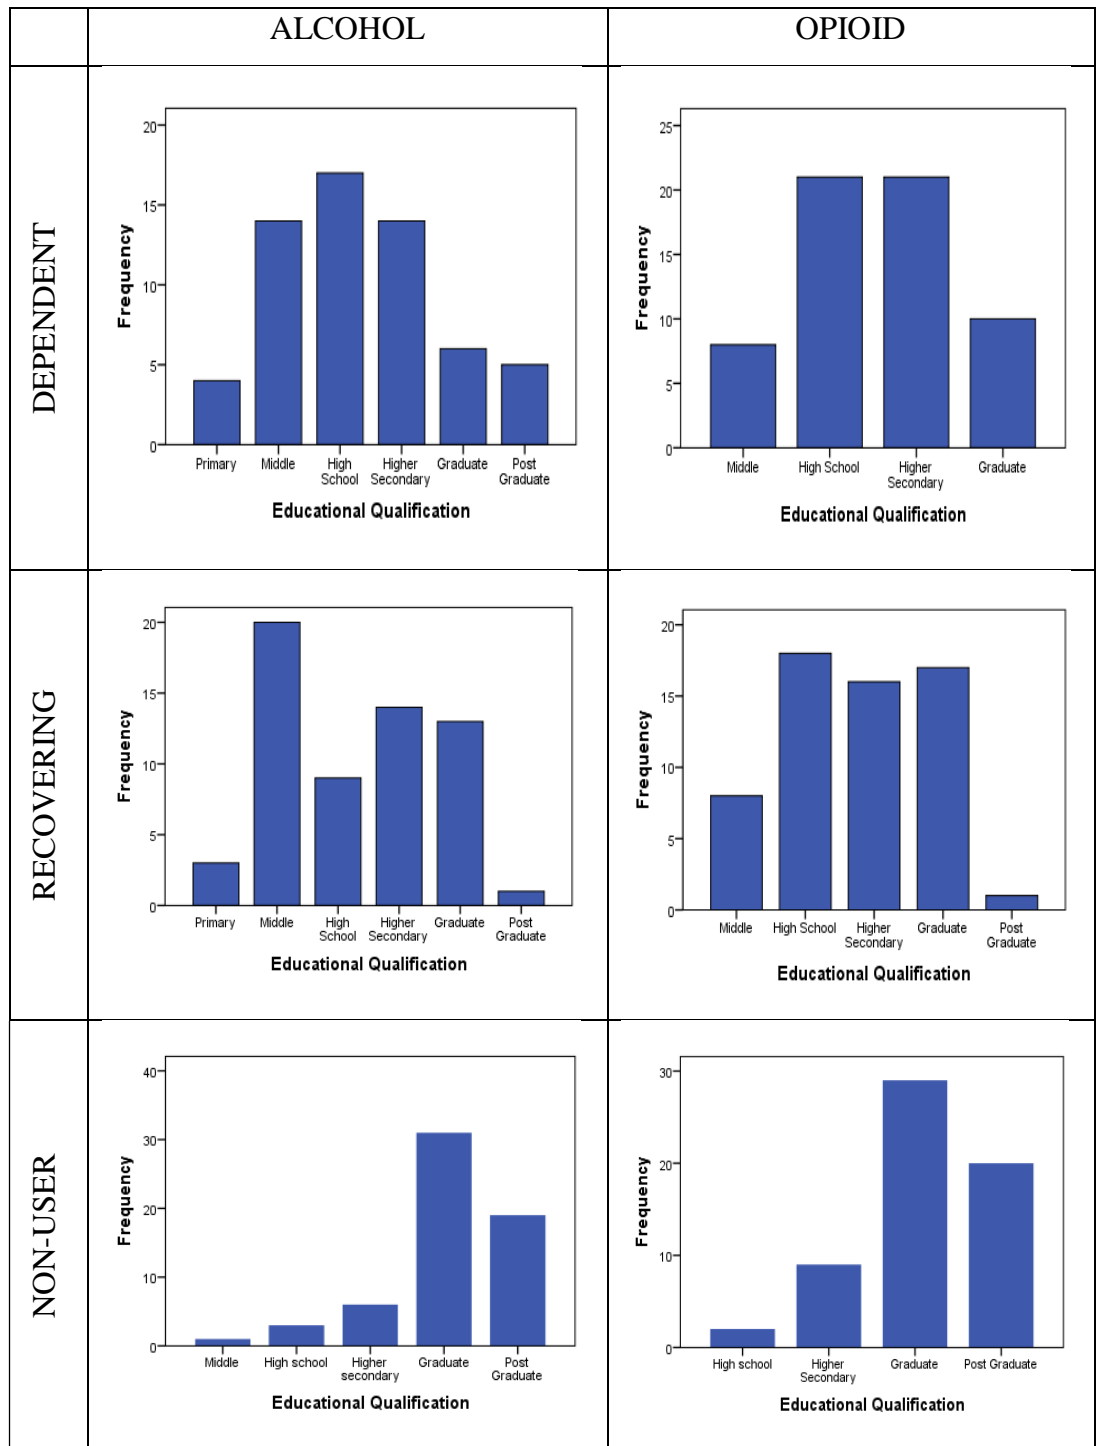 ALCOHOL
OPIOID
DEPENDENT
20
15
10
5
0
Frequency
Primary
Middle
High
School
Higher
Secondary
Graduate
Post
Graduate
Educational Qualification
25
20
15
10
5
0
Frequency
Middle
High School
Higher
Secondary
Graduate
Educational Qualification
RECOVERING
20
15
10
5
0
Frequency
Primary
Middle
High
School
Higher
Secondary
Graduate
Post
Graduate
Educational Qualification
20
15
10
5
0
Frequency
Middle
High School
Higher
Secondary
Graduate
Post
Graduate
Educational Qualification
NON-USER
40
30
20
10
0
Frequency
Middle
High school
Higher
secondary
Graduate
Post
Graduate
Educational Qualification
30
20
10
0
Frequency
High school
Higher
Secondary
Graduate
Post Graduate
Educational Qualification